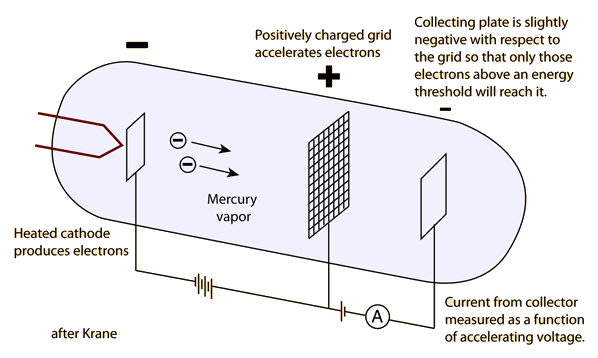 Positively charged grid
accelerates electrons
Collecting plate is slightly
negative with respect to
the grid so that only those
electrons above an energy
threshold will reach it.
Mercury
vapor
Heated cathode
produces electrons
A
Current from collector
measured as a function
of accelerating voltage.
after Krane